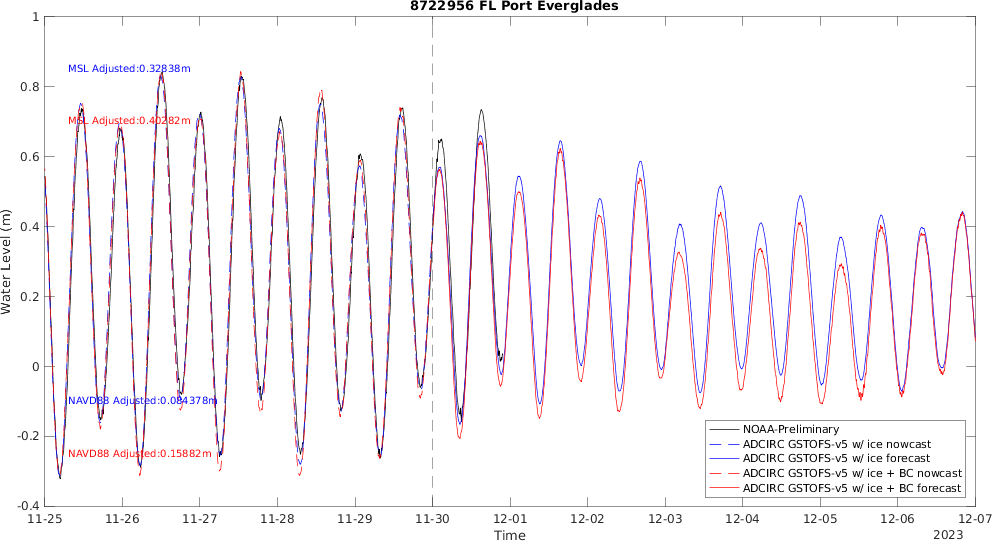 8722956 FL Port Everglades
1
0.8
0.6
0.4
0.2
0
-0.2
-0.4
Water Level (m)
MSL Adjusted:0.32838m
MSL Adjusted:0.40282m
NAVD88 Adjusted:0.084378m
NAVD88 Adjusted:0.15882m
NOAA-Preliminary
ADCIRC GSTOFS-v5 w/ ice nowcast
ADCIRC GSTOFS-v5 w/ ice forecast
ADCIRC GSTOFS-v5 w/ ice + BC nowcast
ADCIRC GSTOFS-v5 w/ ice + BC forecast
11-25 11-26 11-27 11-28 11-29 11-30 12-01 12-02 12-03 12-04 12-05 12-06 12-07
Time
2023